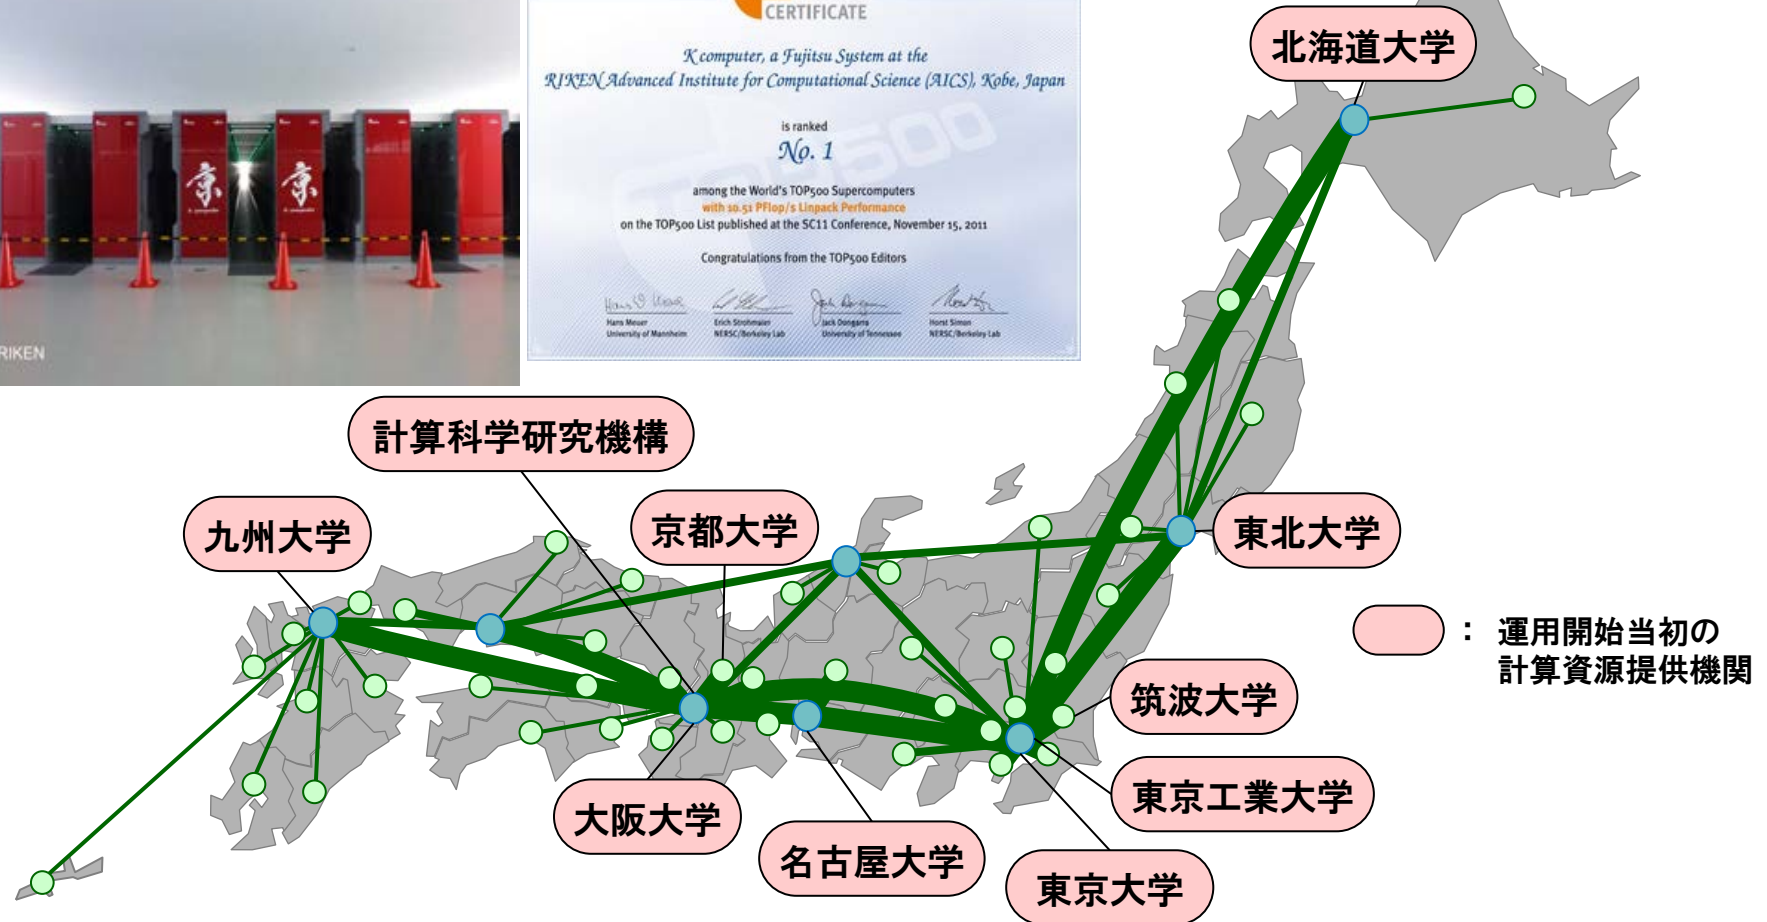 CERTIFICATE
K computer, a Fujitsu System at the
RIKEN Advanced Institute for Computational Science (AICS), Kobe, Japan
is ranked
No. 1
among the World's TOP500 Supercomputers
with 10.51 PFlop/s Linpack Performance
on the TOP500 List published at the SC11 Conference, November 15, 2011
Congratulations from the TOP500 Editors
Hans Meuer
University of Mannheim
Erich Strohmaier
NERSC/Berkeley Lab
Jack Dongarra
University of Tennessee
Horst Simon
NERSC/Berkeley Lab
TOP500
京
京
RIKEN
北海道大学
計算科学研究機構
九州大学
京都大学
東北大学
： 運用開始当初の
計算資源提供機関
筑波大学
東京工業大学
大阪大学
名古屋大学
東京大学